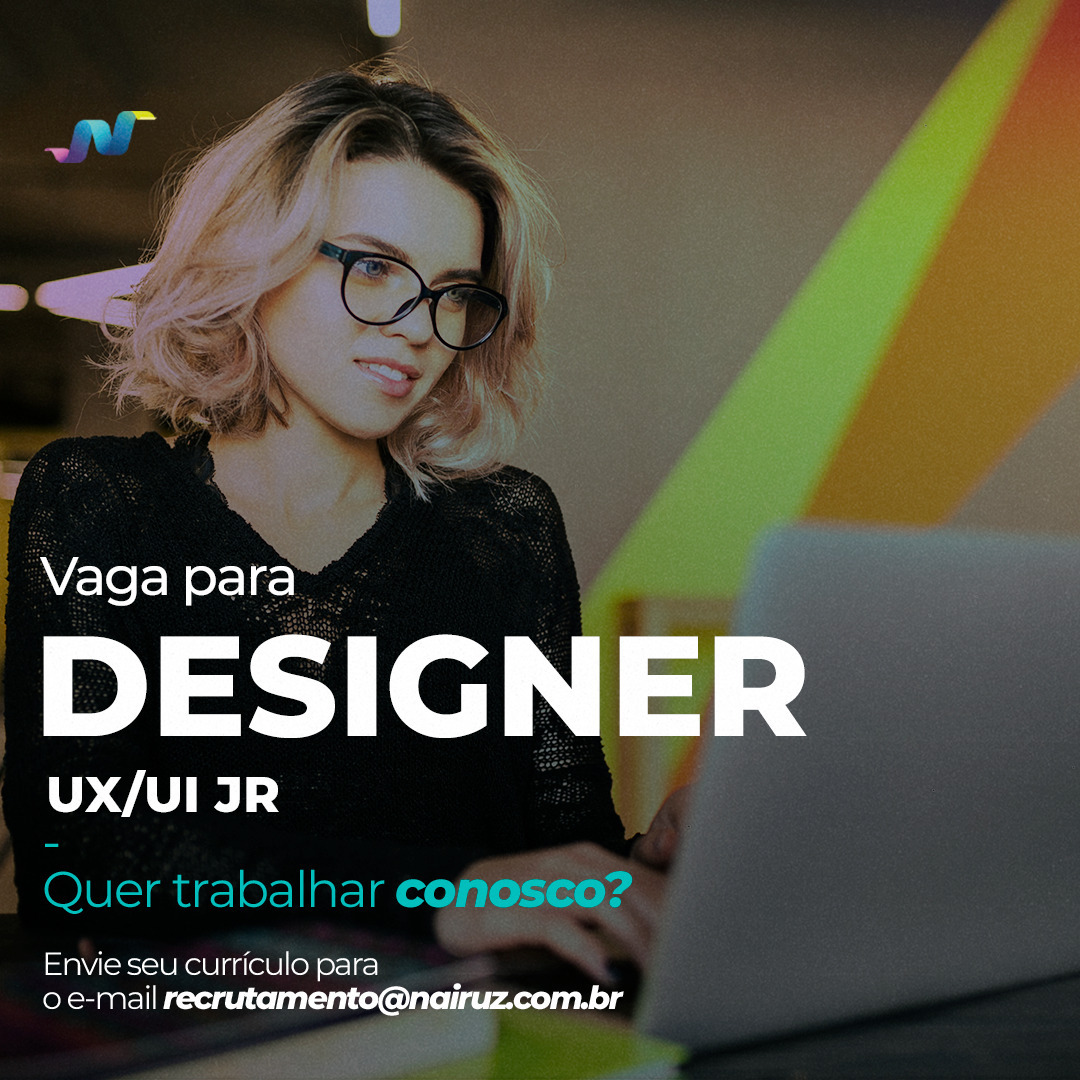 Vaga para
DESIGNER
UX/UI JR
-
Quer trabalhar conosco?
Envie seu currículo para
o e-mail recrutamento@nairuz.com.br